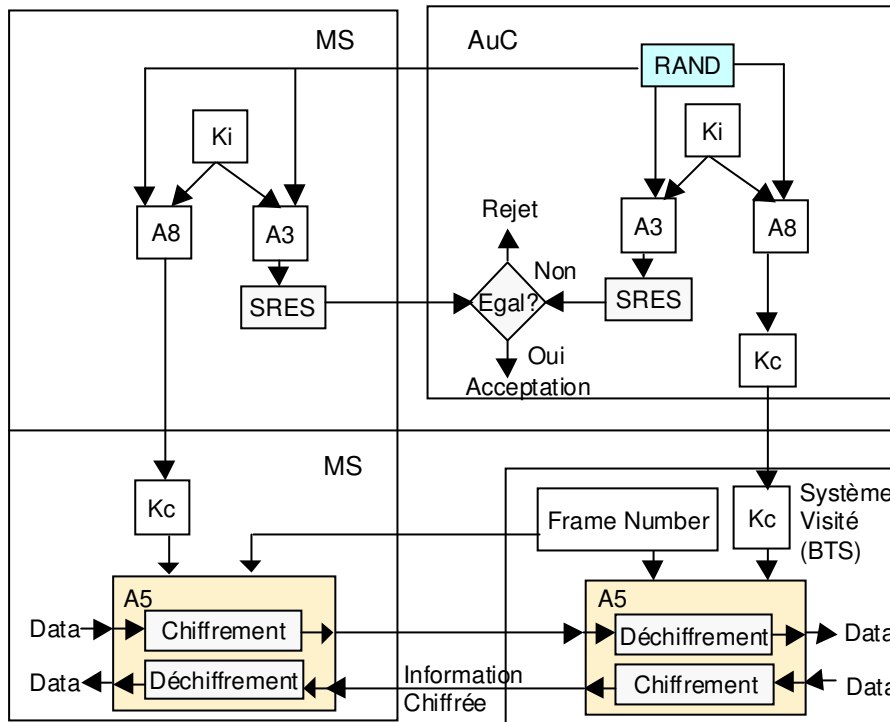 MS
AuC
RAND
Ki
Ki
A8
A3
Rejet
A3
A8
SRES
Egal?
Non
SRES
Oui
Acceptation
Kc
MS
Kc
Frame Number
Kc
Système
Visité
(BTS)
A5
A5
Data
Chiffrement
Déchiffrement
Data
Data
Déchiffrement
Information
Chiffrée
Chiffrement
Data